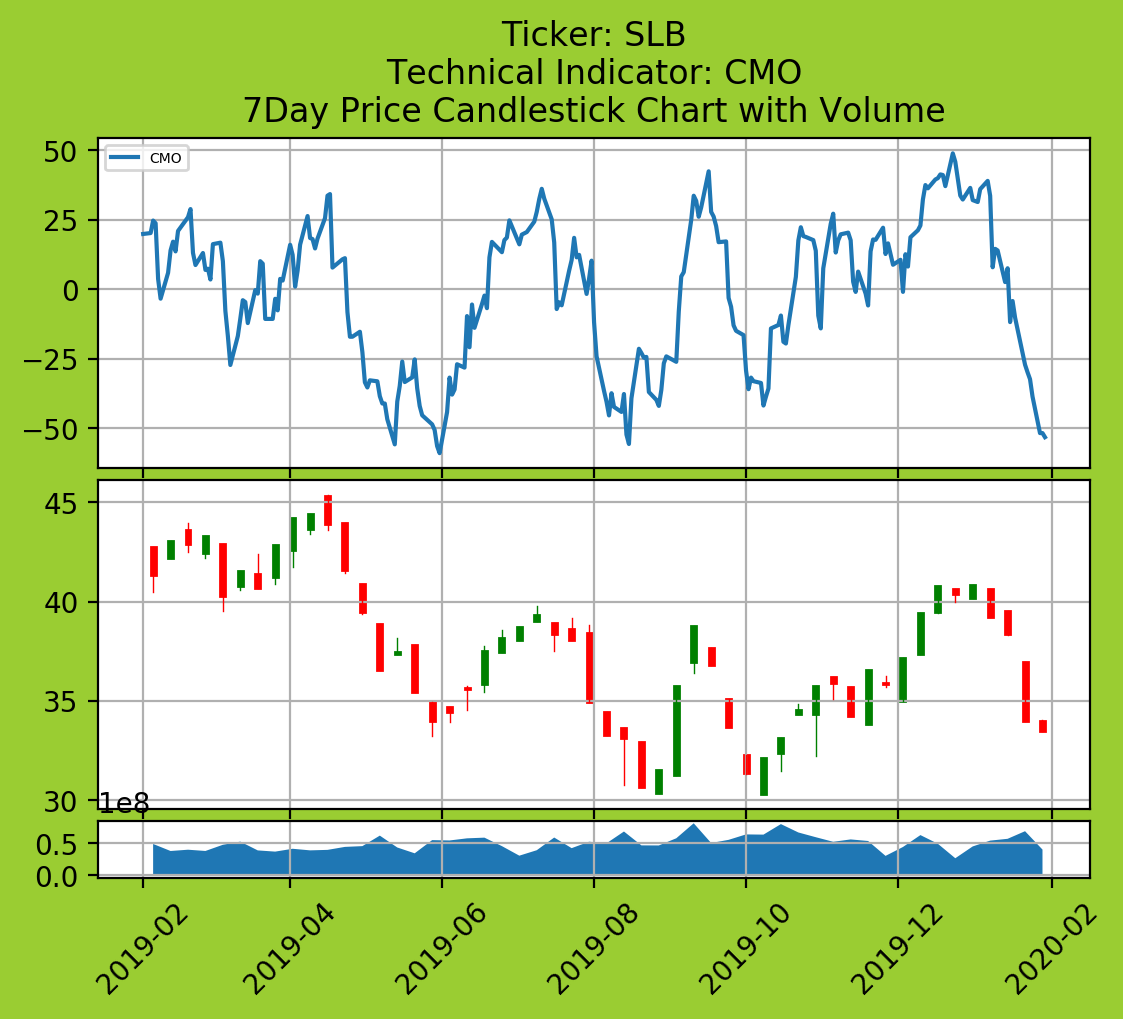 Ticker: SLB
Technical Indicator: CMO
7Day Price Candlestick Chart with Volume
CMO
50
25
0
−25
−50
45
40
35
30
1e8
0.5
0.0
2019-02 2019-04 2019-06 2019-08 2019-10 2019-12 2020-02